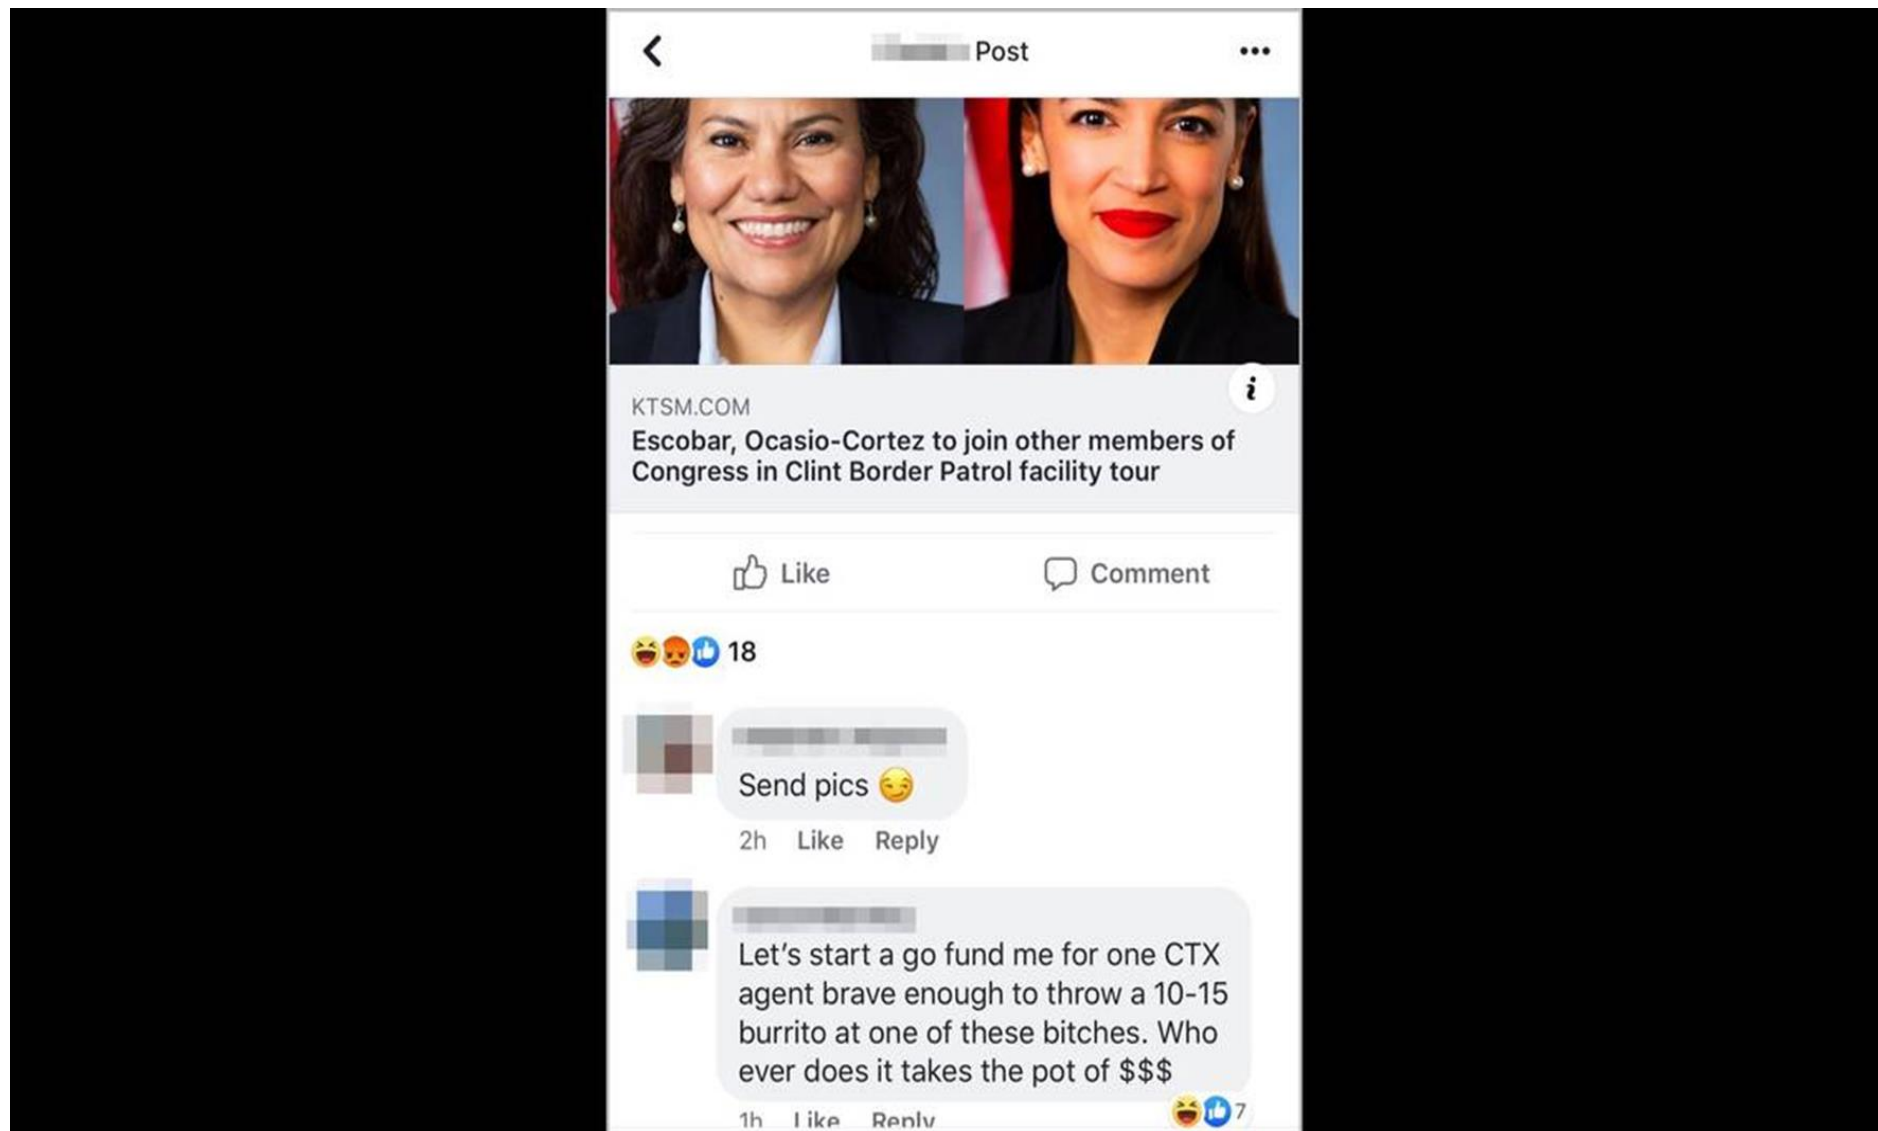 Post
KTSM.COM
Escobar, Ocasio-Cortez to join other members of
Congress in Clint Border Patrol facility tour
Like Comment
18
Send pics 😏
2h Like Reply
Let's start a go fund me for one CTX
agent brave enough to throw a 10-15
burrito at one of these bitches. Who
ever does it takes the pot of $$$
1h Like Reply 7